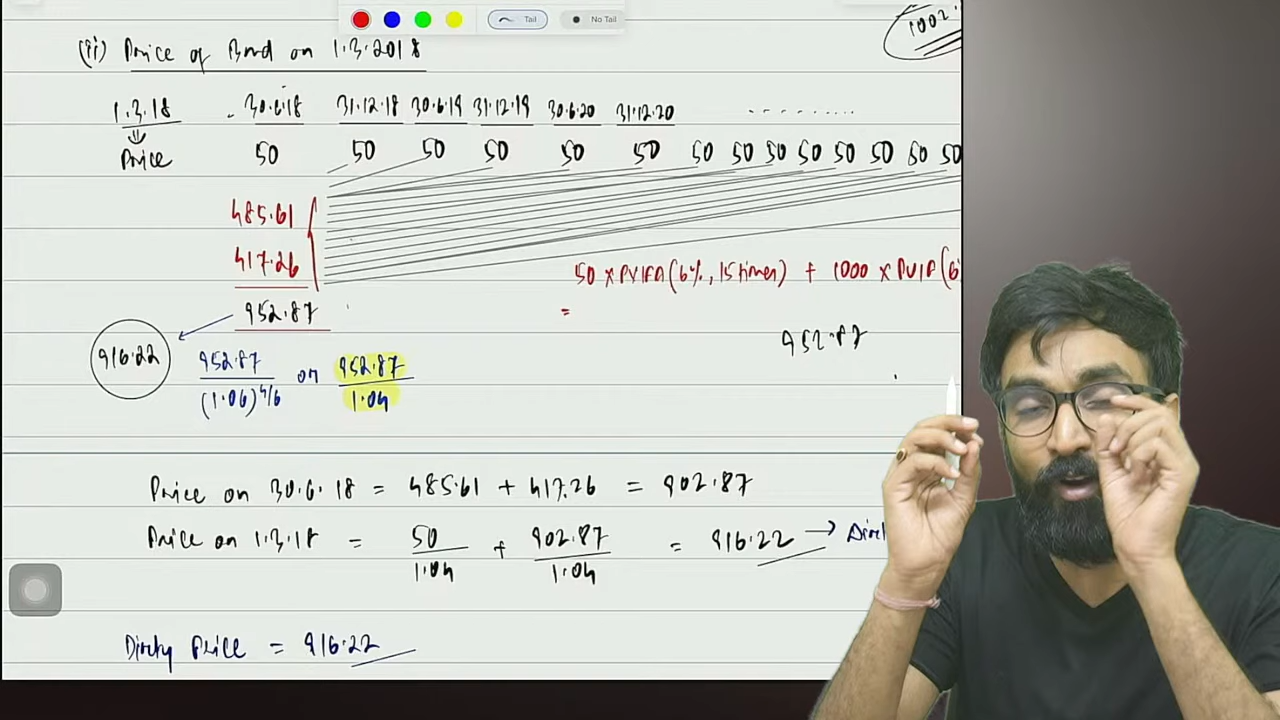 Tail
No Tail
1002.
(ii) Price of Bond on 1.3.2018
1.3.18 30.6.18 31.12.18 30.6.19 31.12.19 30.6.20 31.12.20 ..........
Price 50 50 50 50 50 50 50 50 50 50 50 50 50 50
485.61
417.26
50 x PVIFA (6%, 15 times) + 1000 x PVIF (6
=
952.87
952.87
916.22
952.87 / (1.06)^4/6 or 952.87 / 1.04
Price on 30.6.18 = 485.61 + 417.26 = 902.87
Price on 1.3.18 = 50 / 1.04 + 902.87 / 1.04 = 916.22 →
Dirty Price = 916.22